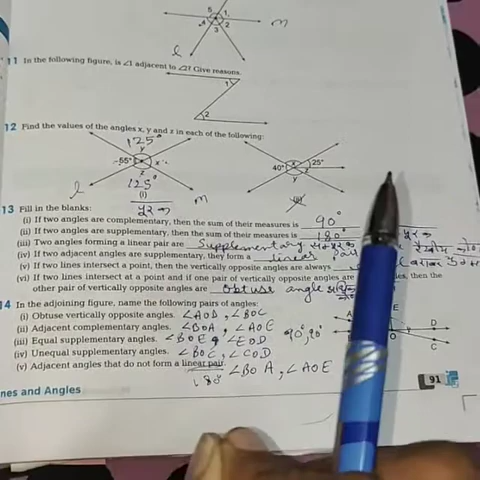 5
1
4
2
3
m
l
11 In the following figure, is ∠1 adjacent to ∠2? Give reasons.
1
2
12 Find the values of the angles x, y and z in each of the following:
125°
y
55°
x
z
125°
l
(i)
m
40°
x
25°
y
z
13 Fill in the blanks:
(i) If two angles are complementary, then the sum of their measures is 90°
(ii) If two angles are supplementary, then the sum of their measures is 180°
(iii) Two angles forming a linear pair are Supplementary
(iv) If two adjacent angles are supplementary, they form a linear pair
(v) If two lines intersect a point, then the vertically opposite angles are always
(vi) If two lines intersect at a point and if one pair of vertically opposite angles are then the
other pair of vertically opposite angles are obtuse angle
14 In the adjoining figure, name the following pairs of angles:
(i) Obtuse vertically opposite angles. ∠AOD, ∠BOC
(ii) Adjacent complementary angles. ∠BOA, ∠AOE 90°, 90°
(iii) Equal supplementary angles. ∠BOE, ∠EOD
(iv) Unequal supplementary angles. ∠BOC, ∠COD
(v) Adjacent angles that do not form a linear pair. ∠BOA, ∠AOE
180°
A
E
D
O
C
91
nes and Angles